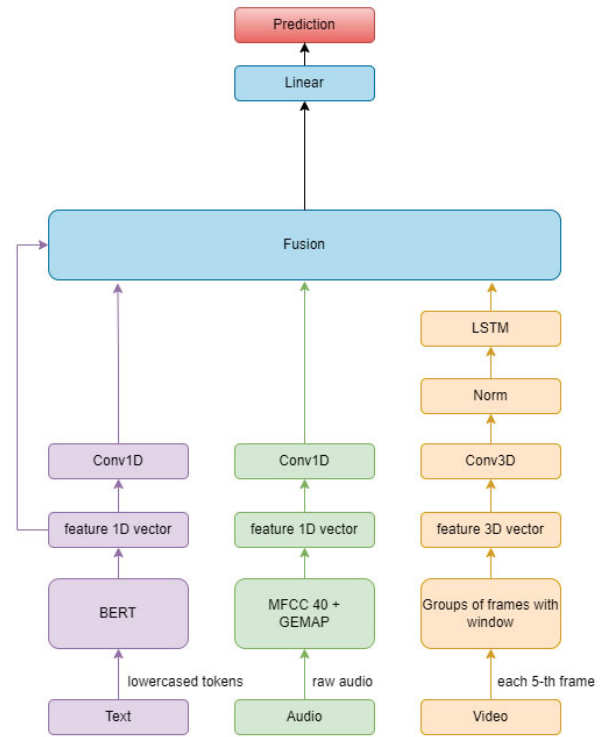 Prediction
Linear
Fusion
LSTM
Norm
Conv1D
Conv1D
Conv3D
feature 1D vector
feature 1D vector
feature 3D vector
BERT
MFCC 40 +
GEMAP
Groups of frames with
window
lowercased tokens
raw audio
each 5-th frame
Text
Audio
Video